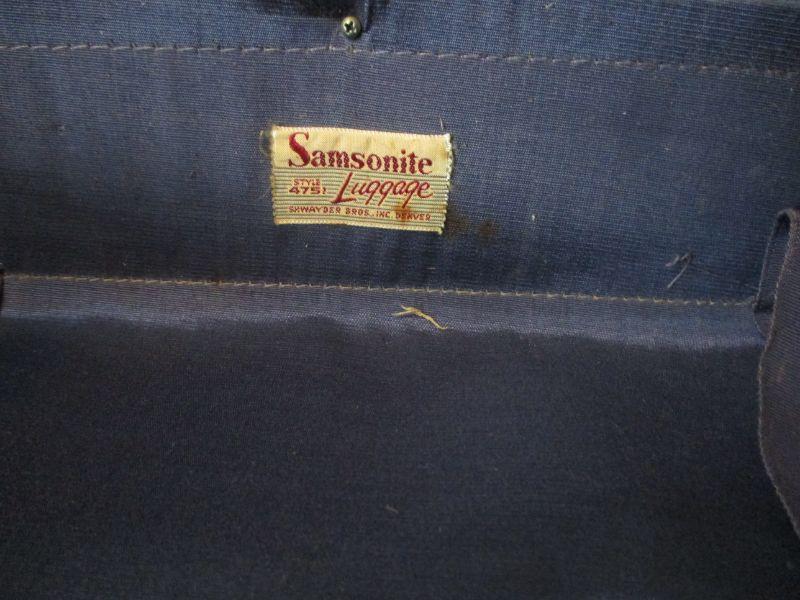 Samsonite
STYLE
4751 Luggage
SHWAYDER BROS., INC. DENVER